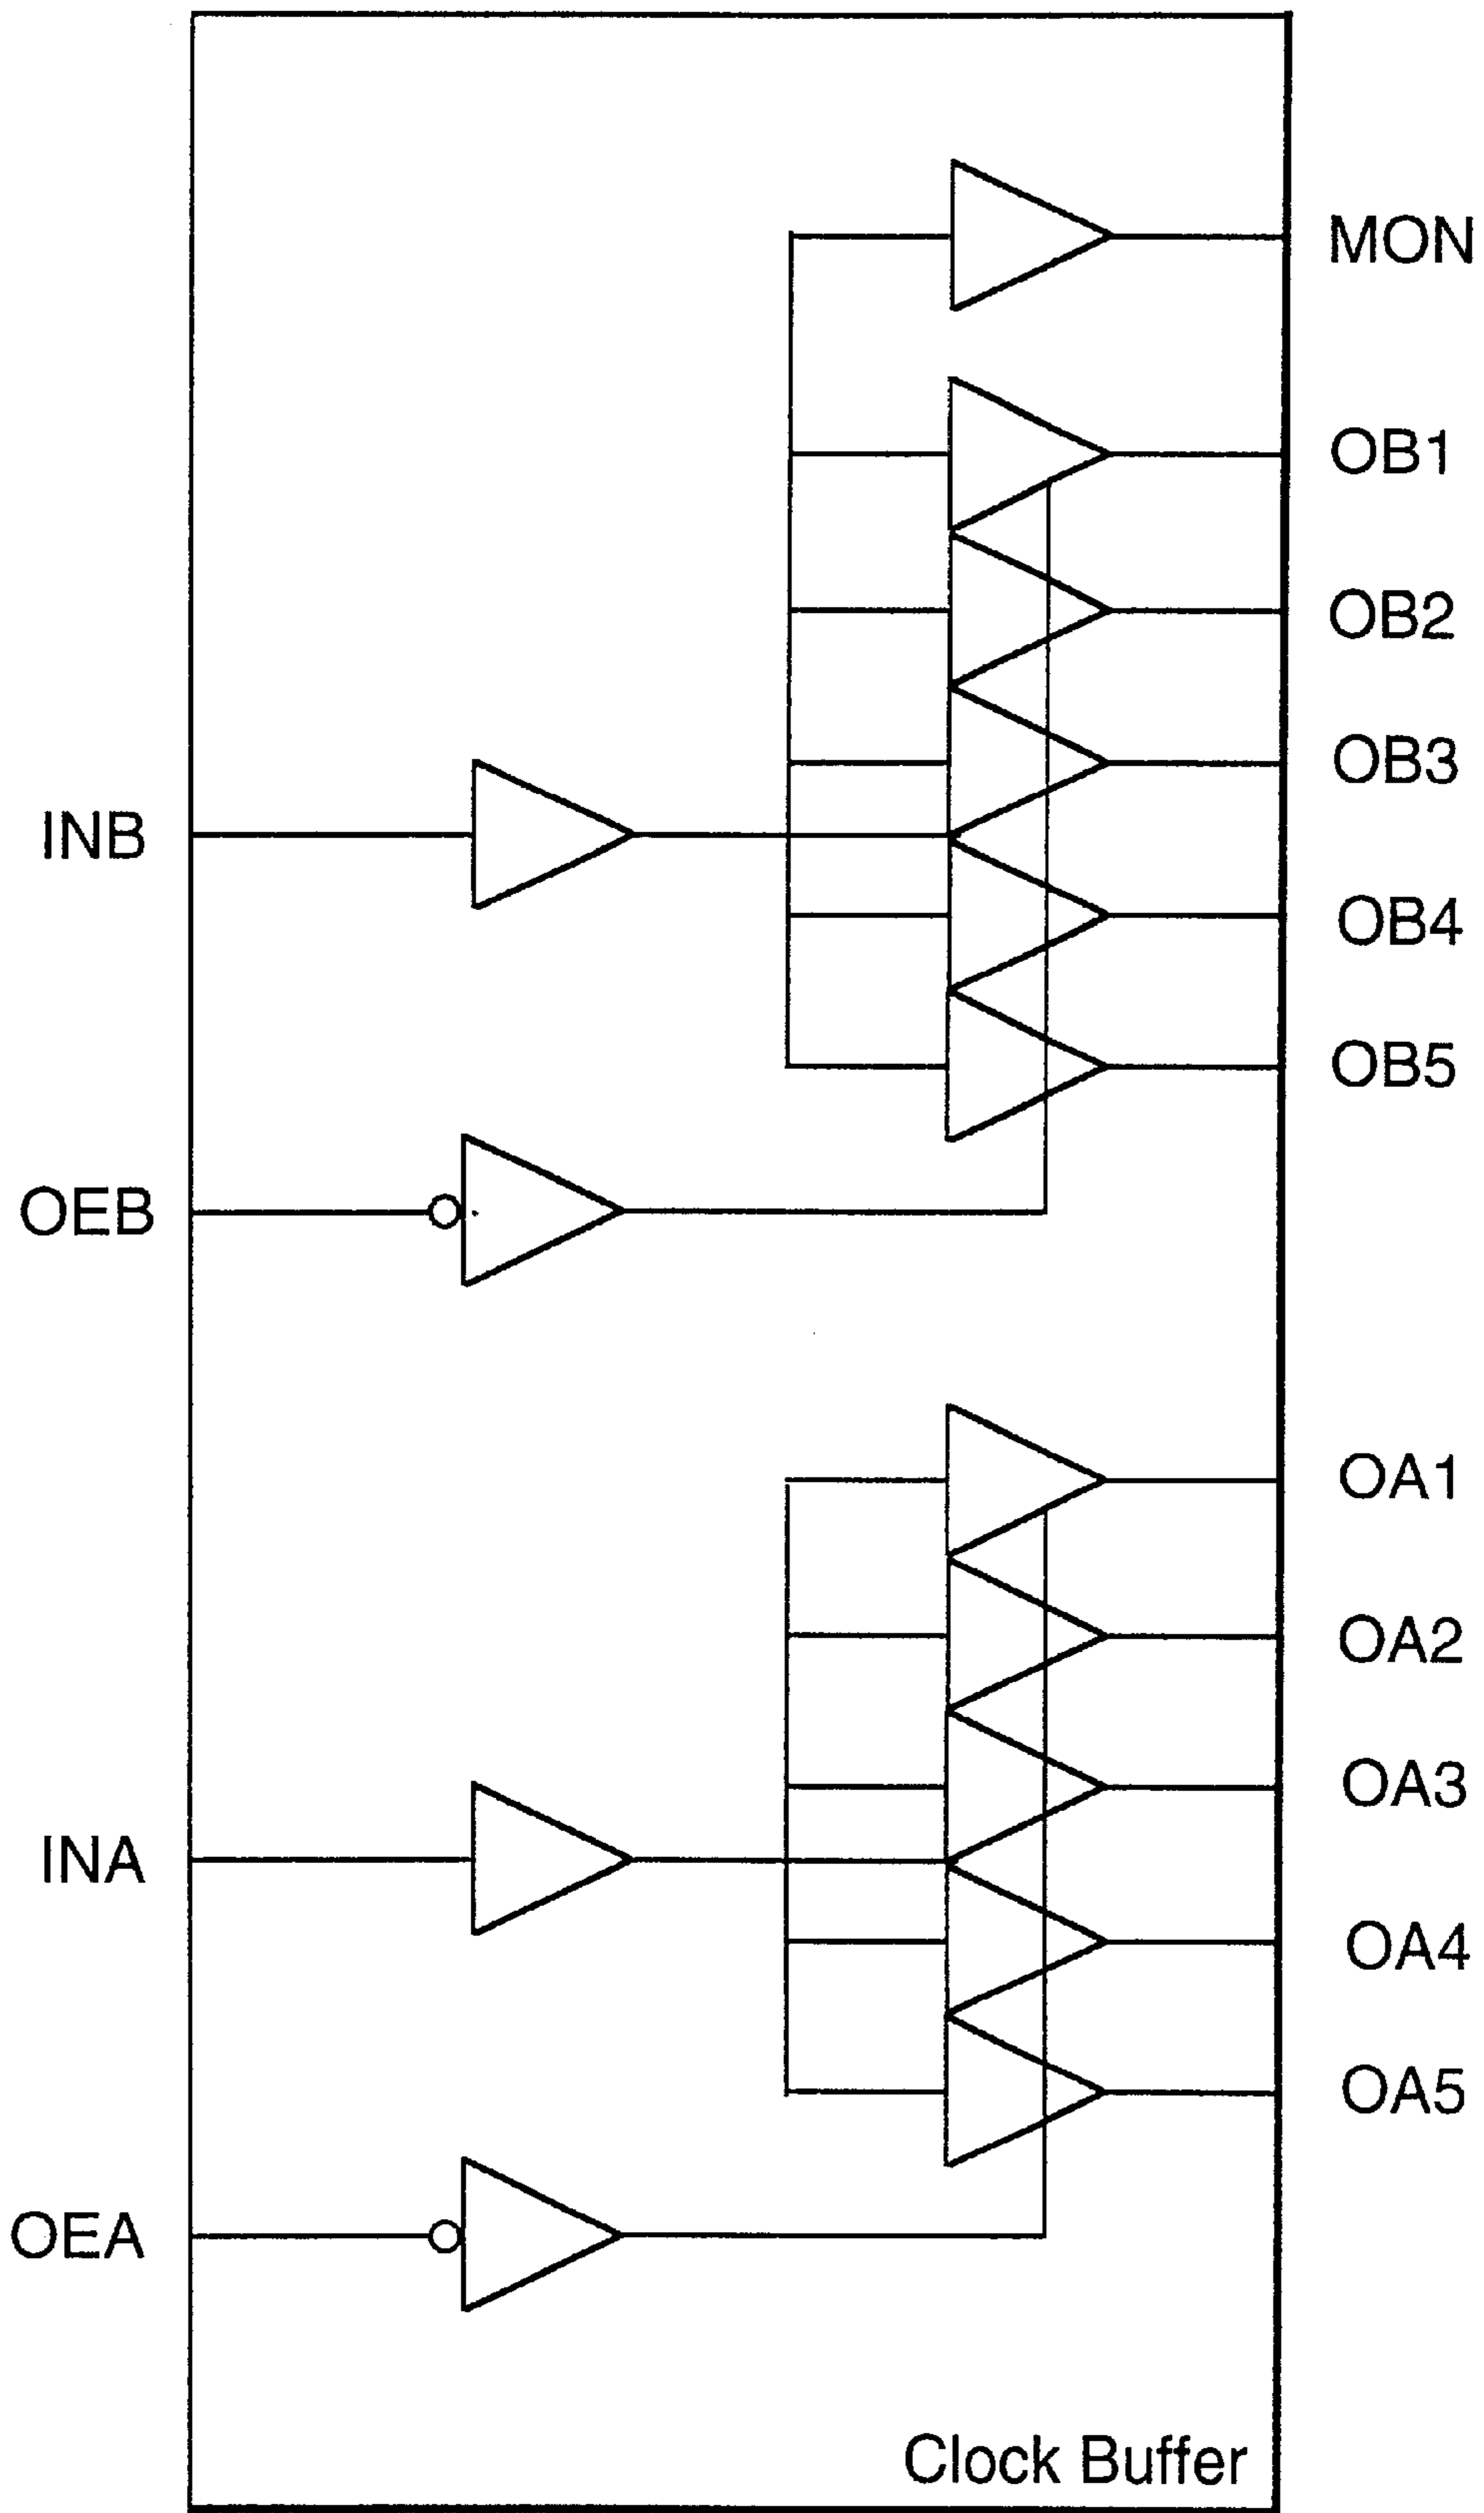 MON
OB1
OB2
OB3
INB
OB4
OB5
OEB
OA1
OA2
OA3
INA
OA4
OA5
OEA
Clock Buffer